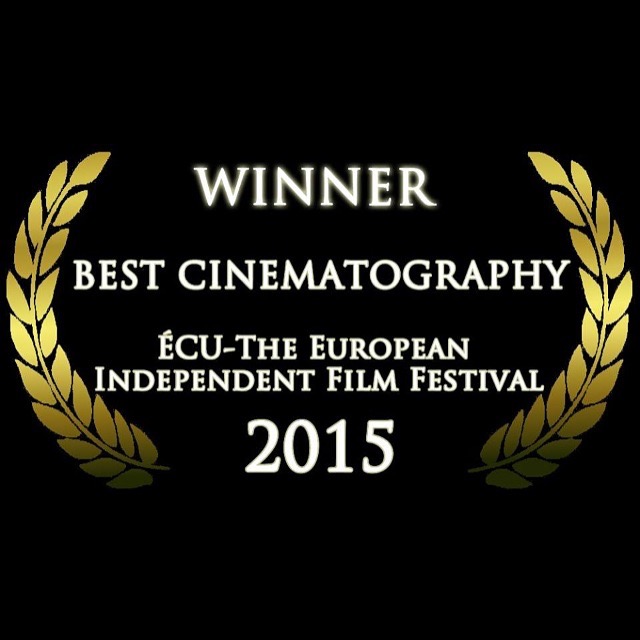 WINNER
BEST CINEMATOGRAPHY
ÉCU-THE EUROPEAN
INDEPENDENT FILM FESTIVAL
2015